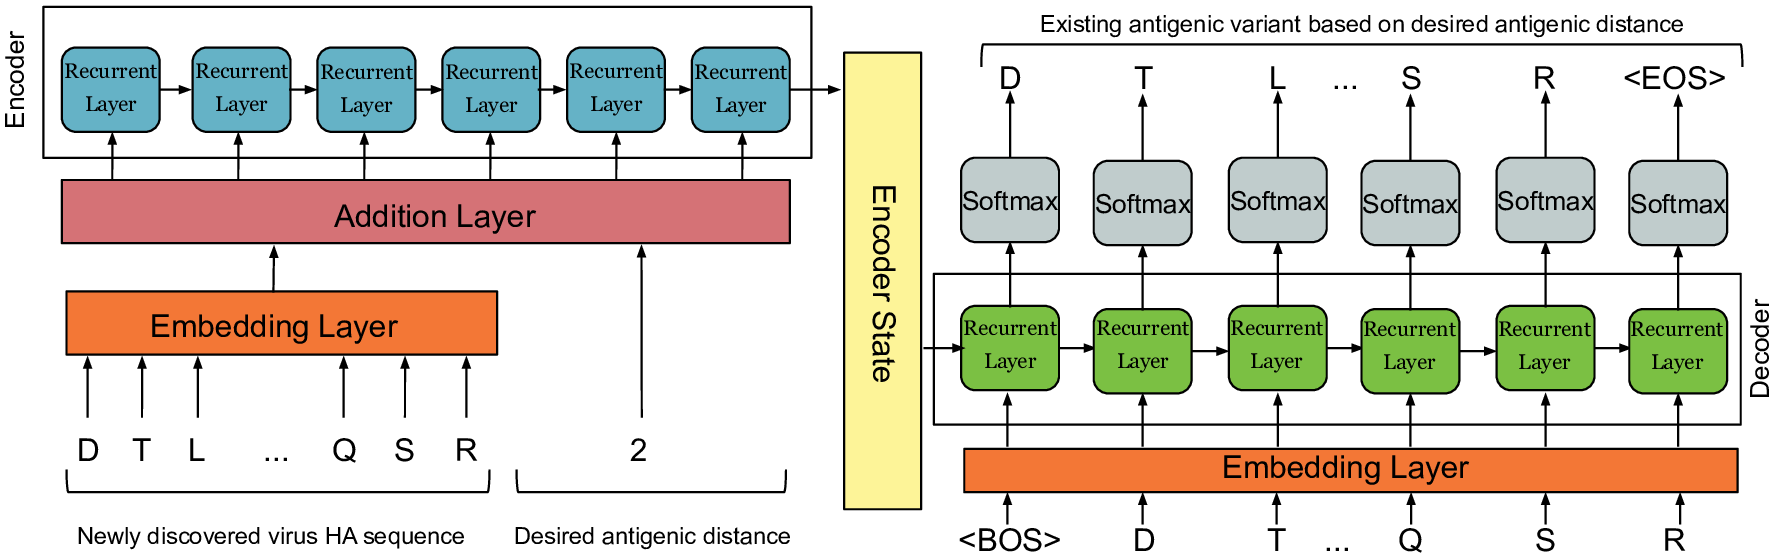 Encoder
Recurrent Layer
Recurrent Layer
Recurrent Layer
Recurrent Layer
Recurrent Layer
Recurrent Layer
Addition Layer
Embedding Layer
D T L ... Q S R
2
Newly discovered virus HA sequence
Desired antigenic distance
Encoder State
Existing antigenic variant based on desired antigenic distance
D T L ... S R <EOS>
Softmax Softmax Softmax Softmax Softmax Softmax
Recurrent Layer
Recurrent Layer
Recurrent Layer
Recurrent Layer
Recurrent Layer
Recurrent Layer
Decoder
Embedding Layer
<BOS> D T ... Q S R